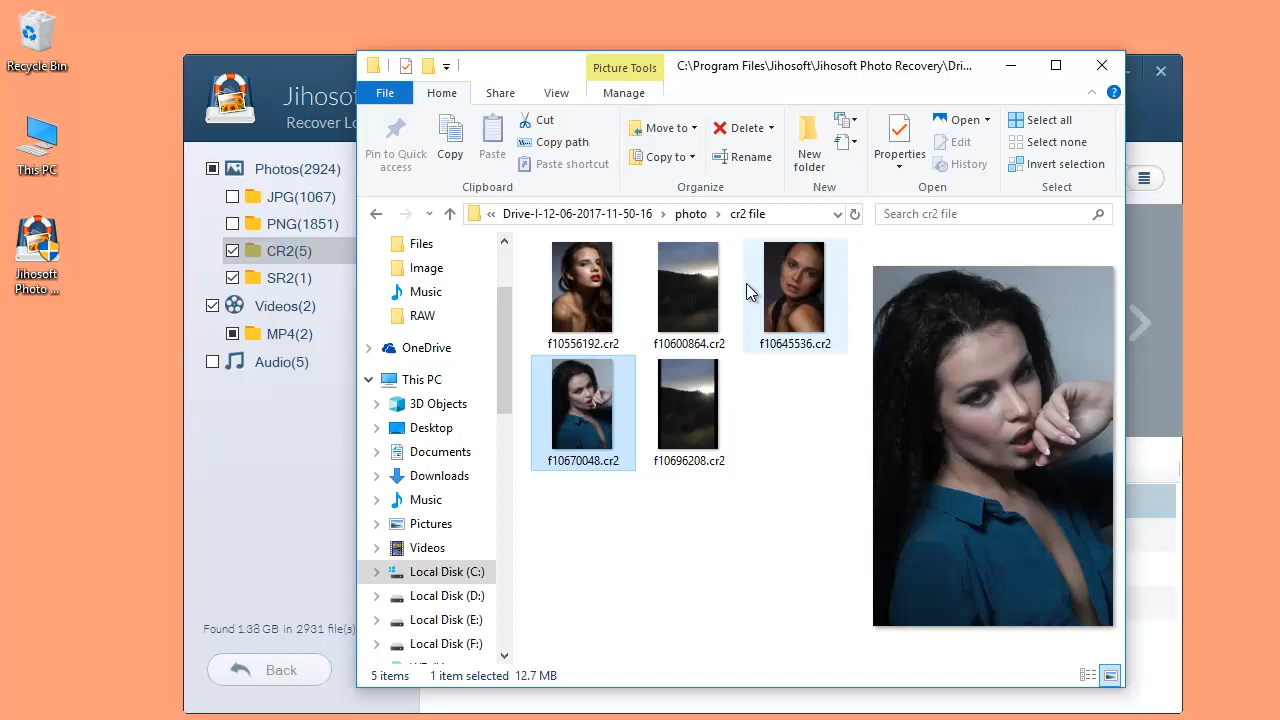 Recycle Bin
This PC
Jihosoft
Photo ...
Jihoso
Recover Lo
Photos(2924)
JPG(1067)
PNG(1851)
CR2(5)
SR2(1)
Videos(2)
MP4(2)
Audio(5)
Found 1.38 GB in 2931 file(s)
Back
Picture Tools
C:\Program Files\Jihosoft\Jihosoft Photo Recovery\Dri...
File
Home
Share
View
Manage
Pin to Quick
access
Copy
Paste
Cut
Copy path
Paste shortcut
Clipboard
Move to
Copy to
Delete
Rename
Organize
New
folder
New
Properties
Open
Edit
History
Open
Select all
Select none
Invert selection
Select
« Drive-I-12-06-2017-11-50-16 › photo › cr2 file
Search cr2 file
Files
Image
Music
RAW
OneDrive
This PC
3D Objects
Desktop
Documents
Downloads
Music
Pictures
Videos
Local Disk (C:)
Local Disk (D:)
Local Disk (E:)
Local Disk (F:)
f10556192.cr2
f10600864.cr2
f10645536.cr2
f10670048.cr2
f10696208.cr2
5 items
1 item selected 12.7 MB